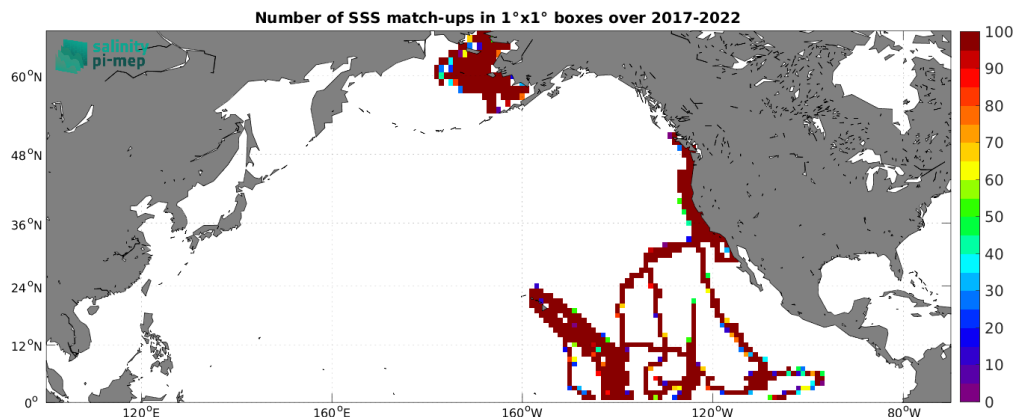 Number of SSS match-ups in 1°x1° boxes over 2017-2022
salinity
pi-mep
60°N
48°N
36°N
24°N
12°N
0°
120°E
160°E
160°W
120°W
80°W
100
90
80
70
60
50
40
30
20
10
0